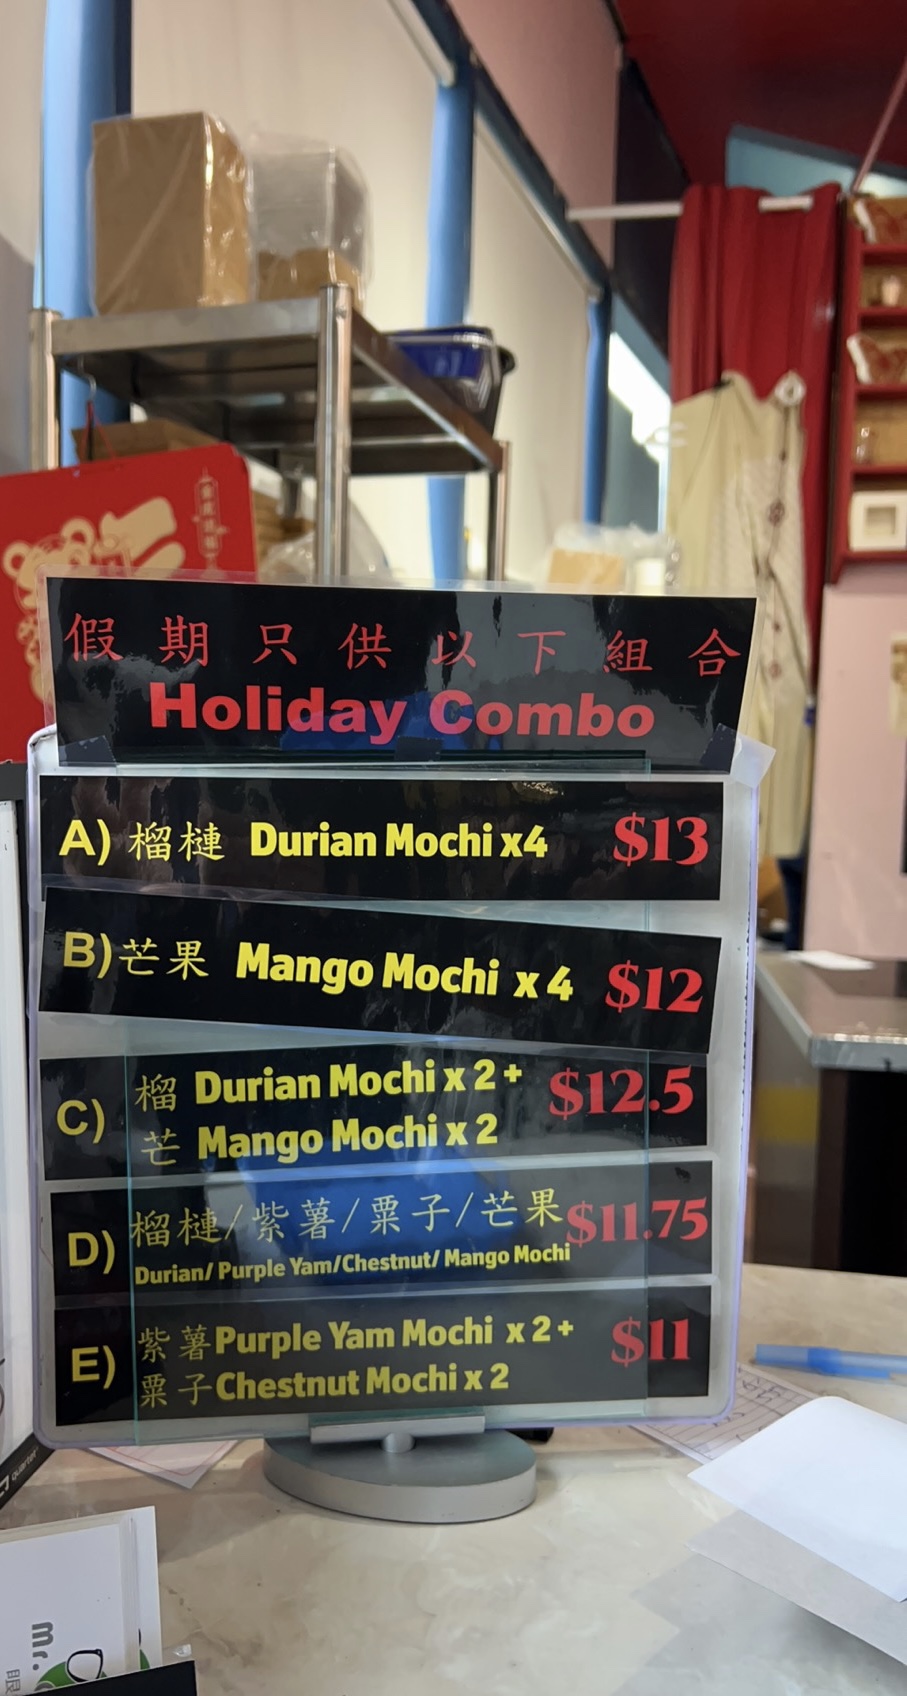 假期只供以下組合
Holiday Combo
A) 榴槤 Durian Mochi x4 $13
B) 芒果 Mango Mochi x 4 $12
C) 榴 Durian Mochi x 2 + $12.5
芒 Mango Mochi x 2
D) 榴槤/紫薯/栗子/芒果 $11.75
Durian/ Purple Yam/Chestnut/ Mango Mochi
E) 紫薯 Purple Yam Mochi x 2 + $11
栗子 Chestnut Mochi x 2
quartet
mr.